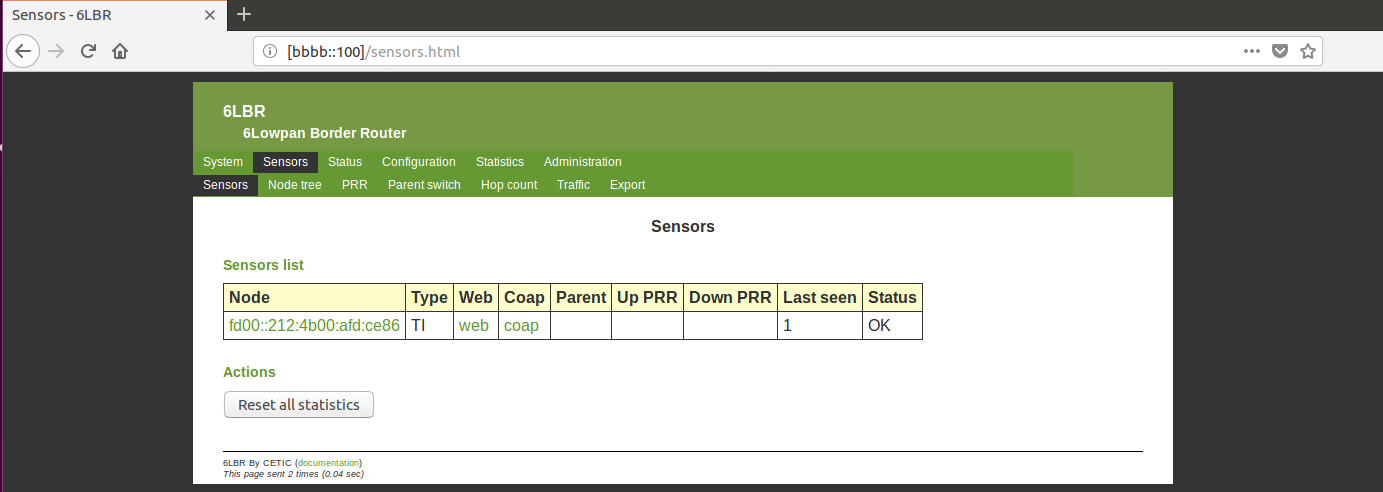 Sensors - 6LBR
[bbbb::100]/sensors.html
6LBR
6Lowpan Border Router
System Sensors Status Configuration Statistics Administration
Sensors Node tree PRR Parent switch Hop count Traffic Export
Sensors
Sensors list
Node Type Web Coap Parent Up PRR Down PRR Last seen Status
fd00::212:4b00:afd:ce86 TI web coap 1 OK
Actions
Reset all statistics
6LBR By CETIC (documentation)
This page sent 2 times (0.04 sec)